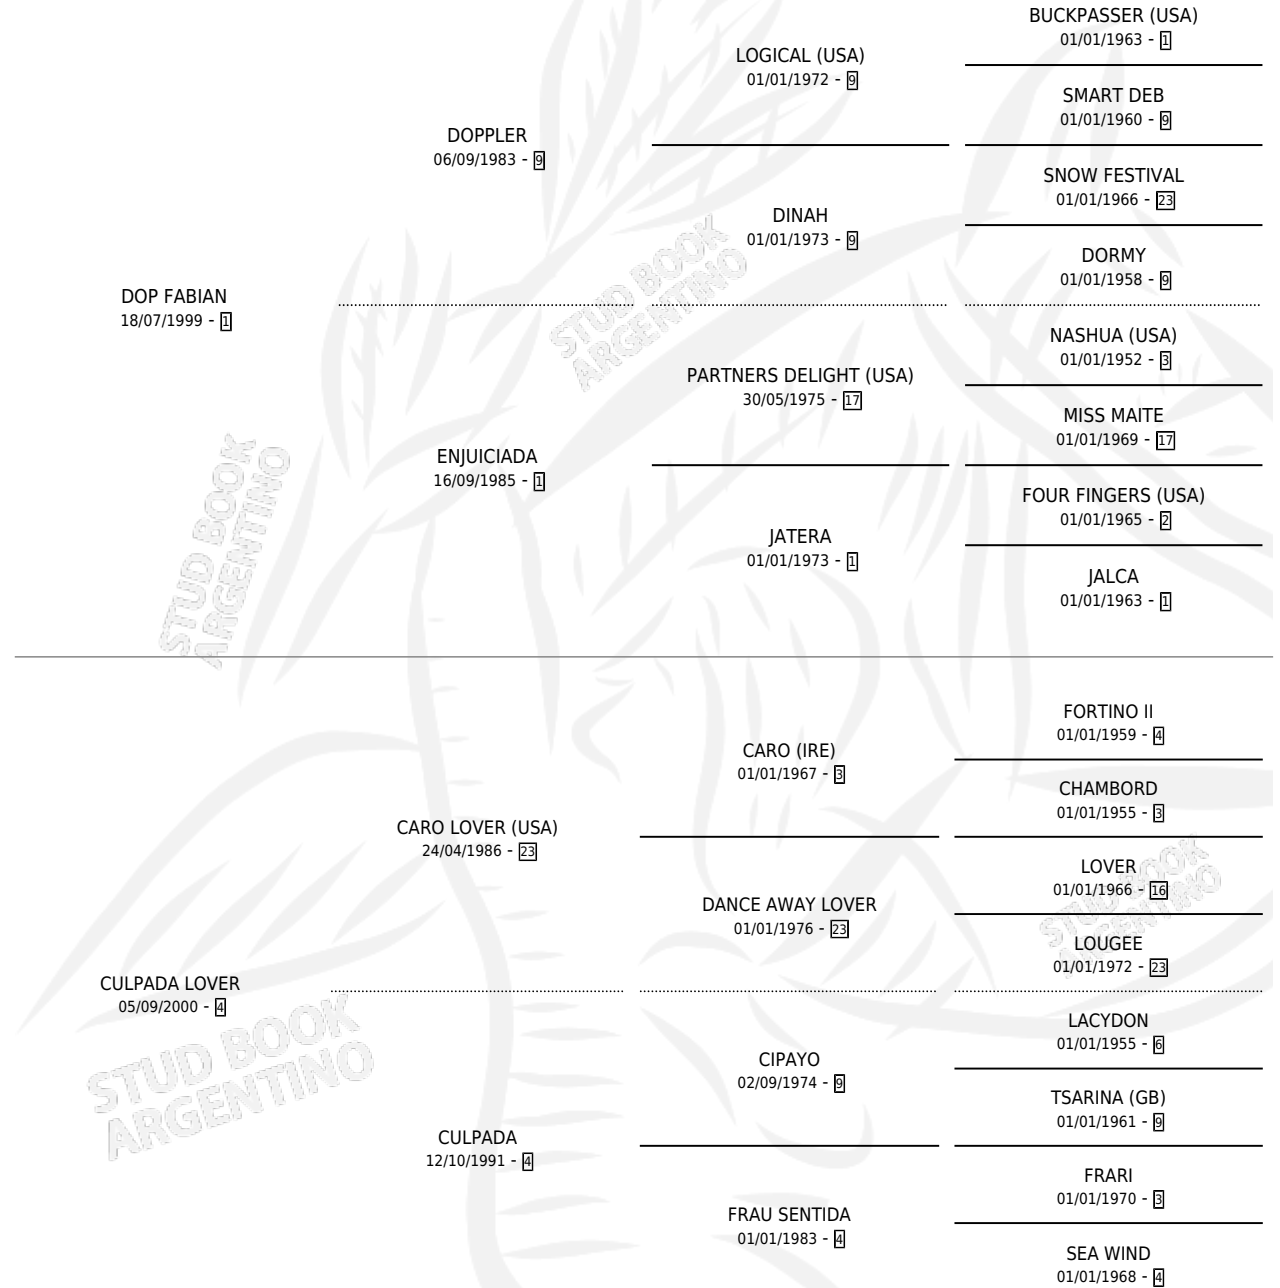 BUCKPASSER (USA)
01/01/1963 - 1
LOGICAL (USA)
01/01/1972 - 9
SMART DEB
01/01/1960 - 9
DOPPLER
06/09/1983 - 9
SNOW FESTIVAL
01/01/1966 - 23
DINAH
01/01/1973 - 9
DORMY
01/01/1958 - 9
DOP FABIAN
18/07/1999 - 1
NASHUA (USA)
01/01/1952 - 3
PARTNERS DELIGHT (USA)
30/05/1975 - 17
MISS MAITE
01/01/1969 - 17
ENJUICIADA
16/09/1985 - 1
FOUR FINGERS (USA)
01/01/1965 - 2
JATERA
01/01/1973 - 1
JALCA
01/01/1963 - 1
STUD BOOK
ARGENTINO
STUD BOOK
ARGENTINO
FORTINO II
01/01/1959 - 4
CARO (IRE)
01/01/1967 - 3
CHAMBORD
01/01/1955 - 3
CARO LOVER (USA)
24/04/1986 - 23
LOVER
01/01/1966 - 16
DANCE AWAY LOVER
01/01/1976 - 23
LOUGEE
01/01/1972 - 23
CULPADA LOVER
05/09/2000 - 4
LACYDON
01/01/1955 - 6
CIPAYO
02/09/1974 - 9
TSARINA (GB)
01/01/1961 - 9
CULPADA
12/10/1991 - 4
FRARI
01/01/1970 - 3
FRAU SENTIDA
01/01/1983 - 4
SEA WIND
01/01/1968 - 4
STUD BOOK
ARGENTINO
STUD BOOK
ARGENTINO